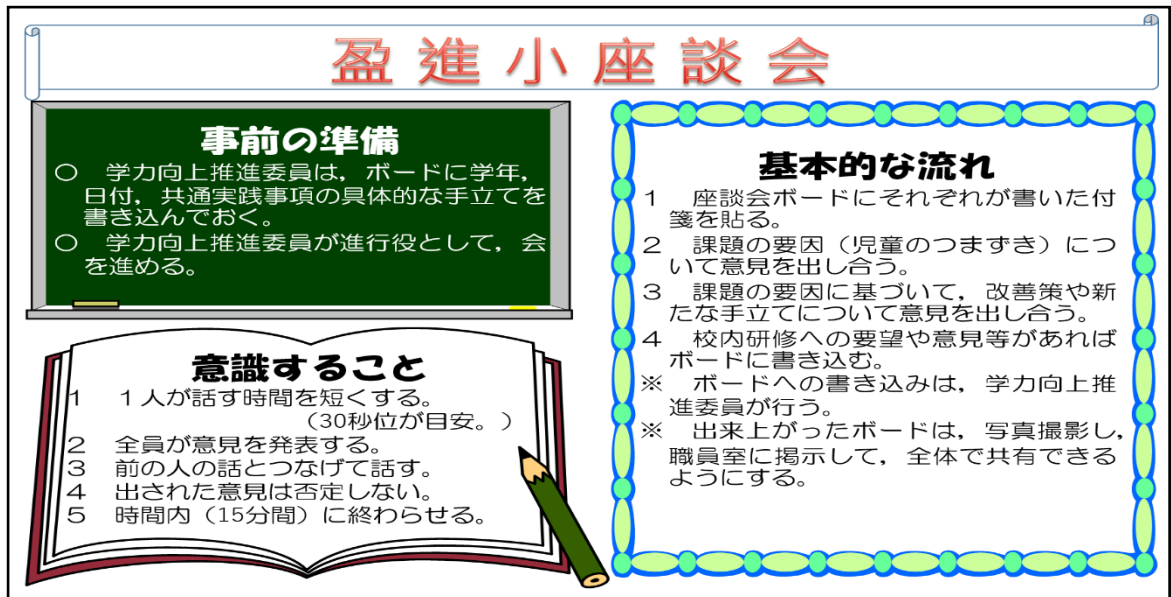 盈進小座談会
事前の準備
○　学力向上推進委員は，ボードに学年，
日付，共通実践事項の具体的な手立てを
書き込んでおく。
○　学力向上推進委員が進行役として，会
を進める。
意識すること
１　１人が話す時間を短くする。
（30秒位が目安。）
２　全員が意見を発表する。
３　前の人の話とつなげて話す。
４　出された意見は否定しない。
５　時間内（15分間）に終わらせる。
基本的な流れ
１　座談会ボードにそれぞれが書いた付
箋を貼る。
２　課題の要因（児童のつまずき）につ
いて意見を出し合う。
３　課題の要因に基づいて，改善策や新
たな手立てについて意見を出し合う。
４　校内研修への要望や意見等があれば
ボードに書き込む。
※　ボードへの書き込みは，学力向上推
進委員が行う。
※　出来上がったボードは，写真撮影し，
職員室に掲示して，全体で共有できる
ようにする。